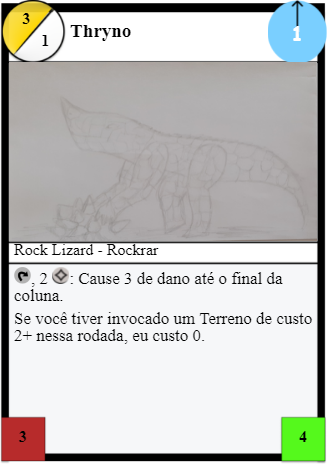 3
1
Thryno
1
Rock Lizard - Rockrar
, 2 : Cause 3 de dano até o final da
coluna.
Se você tiver invocado um Terreno de custo
2+ nessa rodada, eu custo 0.
3
4